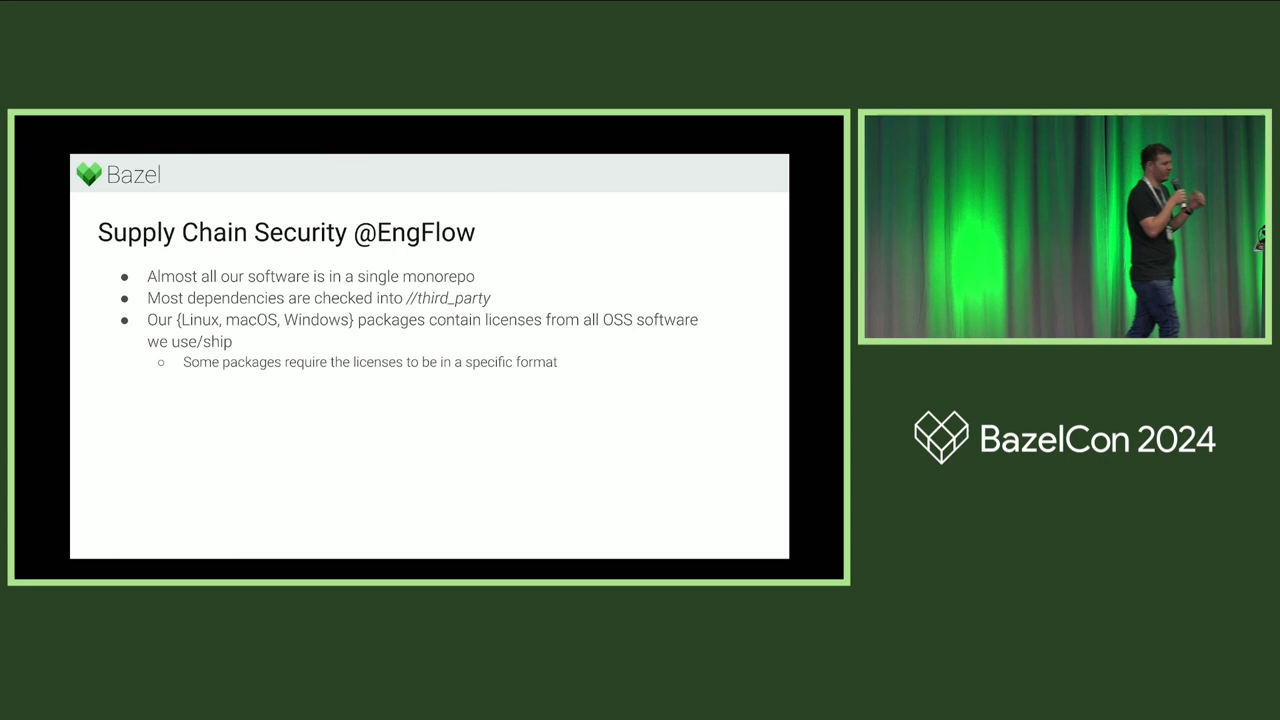 Bazel
Supply Chain Security @EngFlow
● Almost all our software is in a single monorepo
● Most dependencies are checked into //third_party
● Our {Linux, macOS, Windows} packages contain licenses from all OSS software
we use/ship
○ Some packages require the licenses to be in a specific format
BazelCon 2024